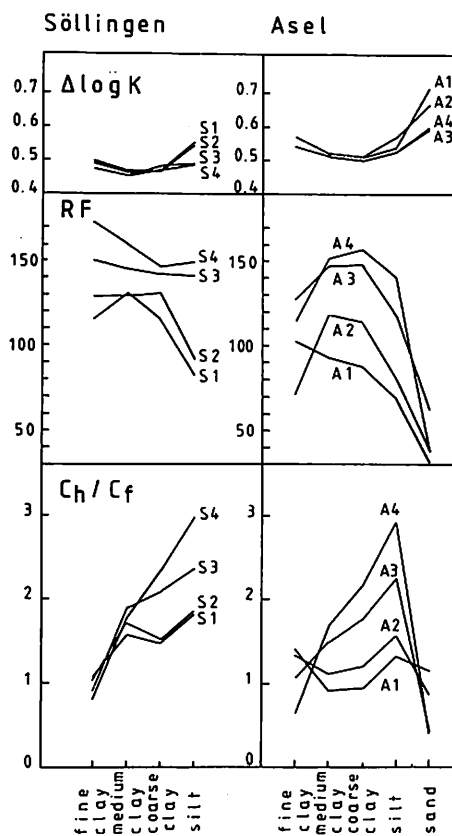 Söllingen
Asel
ΔlogK
0.7
0.6
0.5
0.4
S1
S2
S3
S4
0.7
0.6
0.5
0.4
A1
A2
A4
A3
RF
150
100
50
S4
S3
S2
S1
150
100
50
A4
A3
A2
A1
Ch/Cf
3
2
1
0
S4
S3
S2
S1
3
2
1
0
A4
A3
A2
A1
fine clay
medium clay
coarse clay
silt
fine clay
medium clay
coarse clay
silt
sand